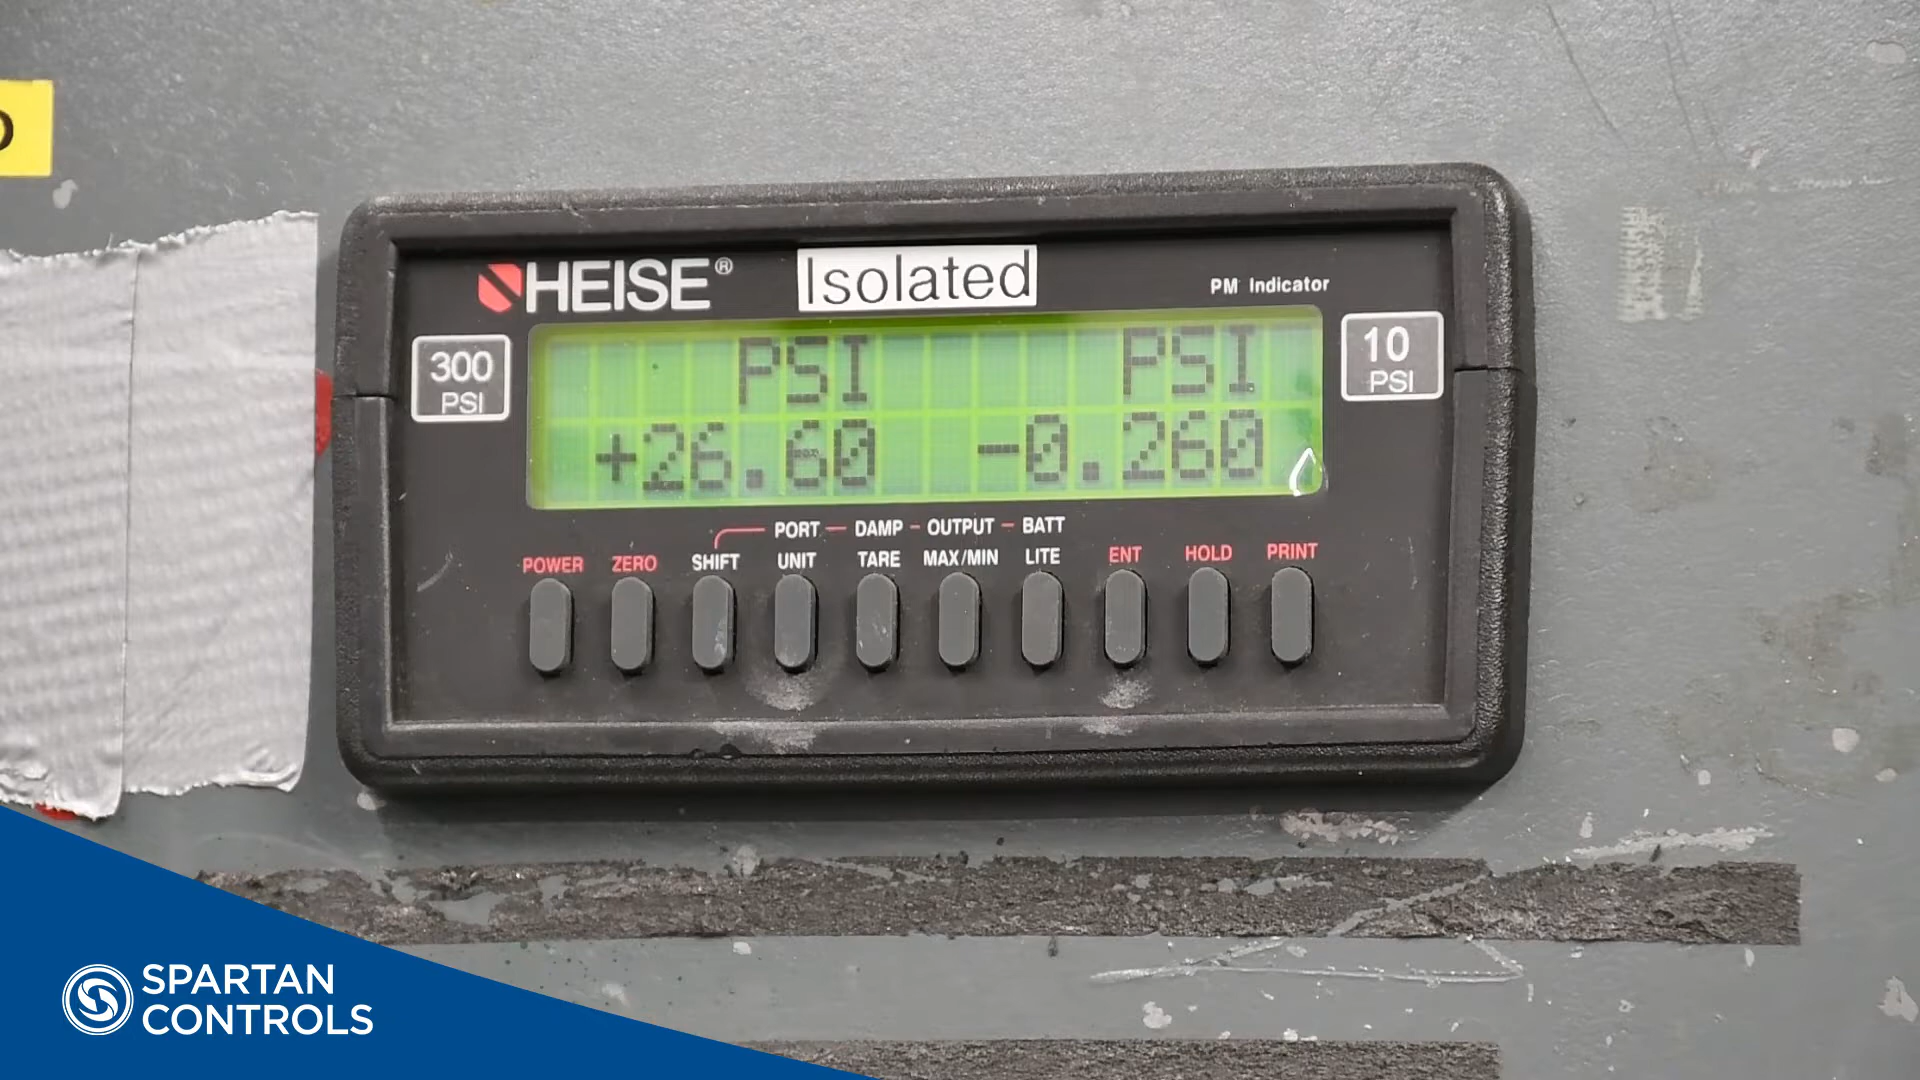 HEISE®
Isolated
PM Indicator
300
PSI
10
PSI
PSI PSI
+26.60 -0.260
PORT DAMP OUTPUT BATT
POWER ZERO SHIFT UNIT TARE MAX/MIN LITE ENT HOLD PRINT
SPARTAN
CONTROLS